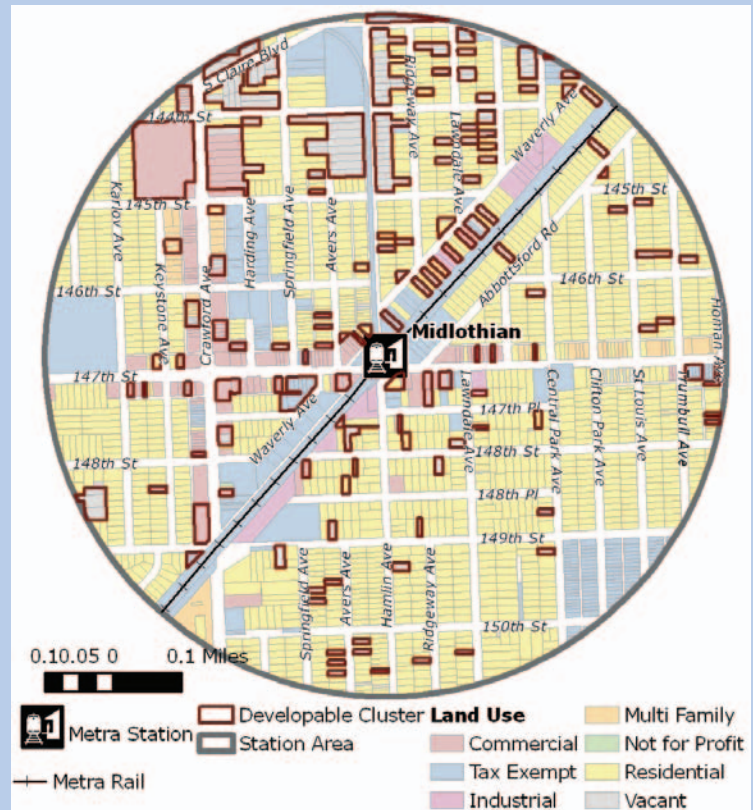 S Claire Blvd
Ridgeway Ave
Waverly Ave
144th St
Lawndale Ave
145th St
145th St
Karlov Ave
Harding Ave
Springfield Ave
Avers Ave
Abbottsford Rd
Keystone Ave
Crawford Ave
146th St
146th St
Homan Ave
Midlothian
147th St
Waverly Ave
Lawndale Ave
147th Pl
Central Park Ave
Clifton Park Ave
St Louis Ave
Trumbull Ave
148th St
148th St
148th Pl
149th St
Springfield Ave
Avers Ave
Hamlin Ave
Ridgeway Ave
150th St
0.10.05 0 0.1 Miles
Metra Station
Developable Cluster
Station Area
Metra Rail
Land Use
Commercial
Tax Exempt
Industrial
Multi Family
Not for Profit
Residential
Vacant